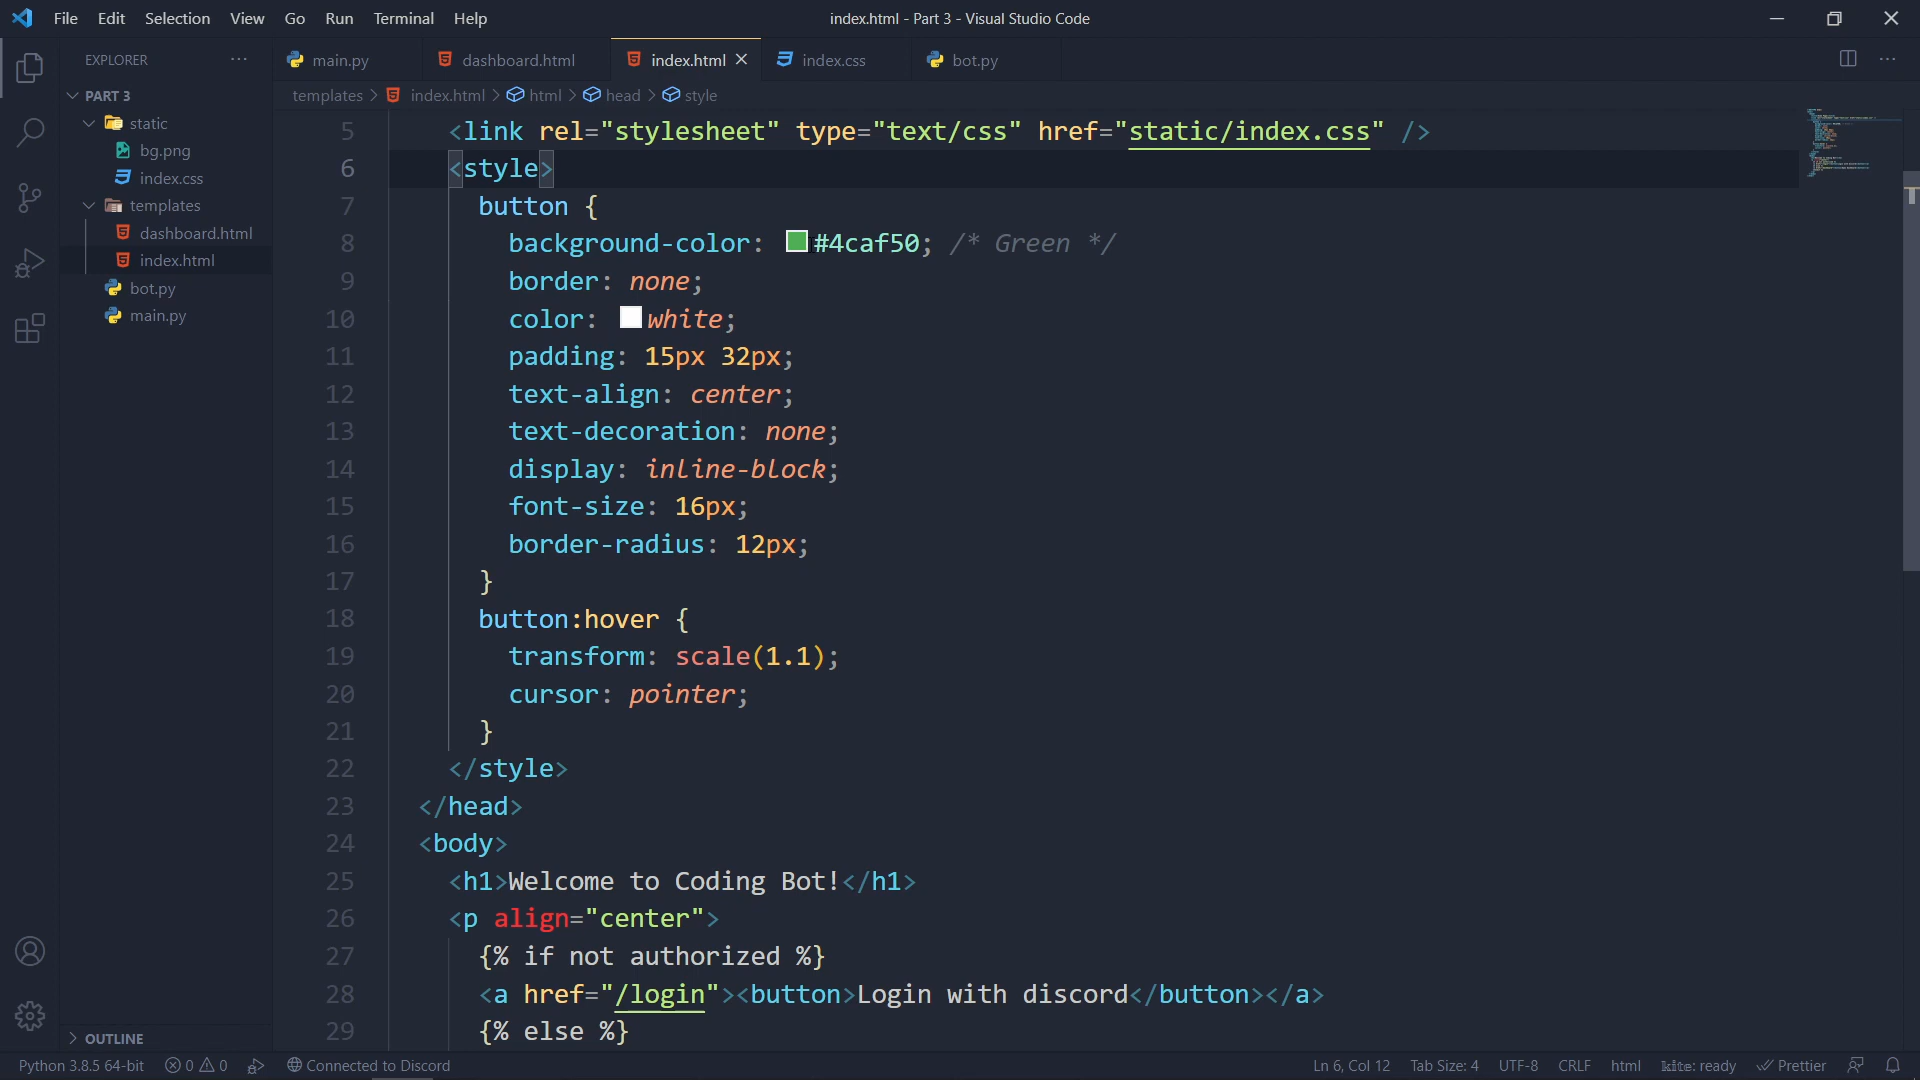 File Edit Selection View Go Run Terminal Help
index.html - Part 3 - Visual Studio Code
EXPLORER
PART 3
static
bg.png
index.css
templates
dashboard.html
index.html
bot.py
main.py
OUTLINE
main.py dashboard.html index.html index.css bot.py
templates > index.html > html > head > style
5 <link rel="stylesheet" type="text/css" href="static/index.css" />
6 <style>
7 button {
8 background-color: #4caf50; /* Green */
9 border: none;
10 color: white;
11 padding: 15px 32px;
12 text-align: center;
13 text-decoration: none;
14 display: inline-block;
15 font-size: 16px;
16 border-radius: 12px;
17 }
18 button:hover {
19 transform: scale(1.1);
20 cursor: pointer;
21 }
22 </style>
23 </head>
24 <body>
25 <h1>Welcome to Coding Bot!</h1>
26 <p align="center">
27 {% if not authorized %}
28 <a href="/login"><button>Login with discord</button></a>
29 {% else %}
Python 3.8.5 64-bit 0 0 Connected to Discord Ln 6, Col 12 Tab Size: 4 UTF-8 CRLF html kite: ready Prettier